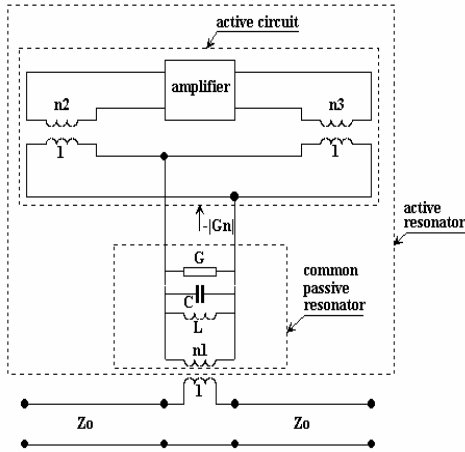 active circuit
amplifier
n2
n3
1
1
-|Gn|
active
resonator
G
common
passive
resonator
C
L
n1
1
Zo
Zo